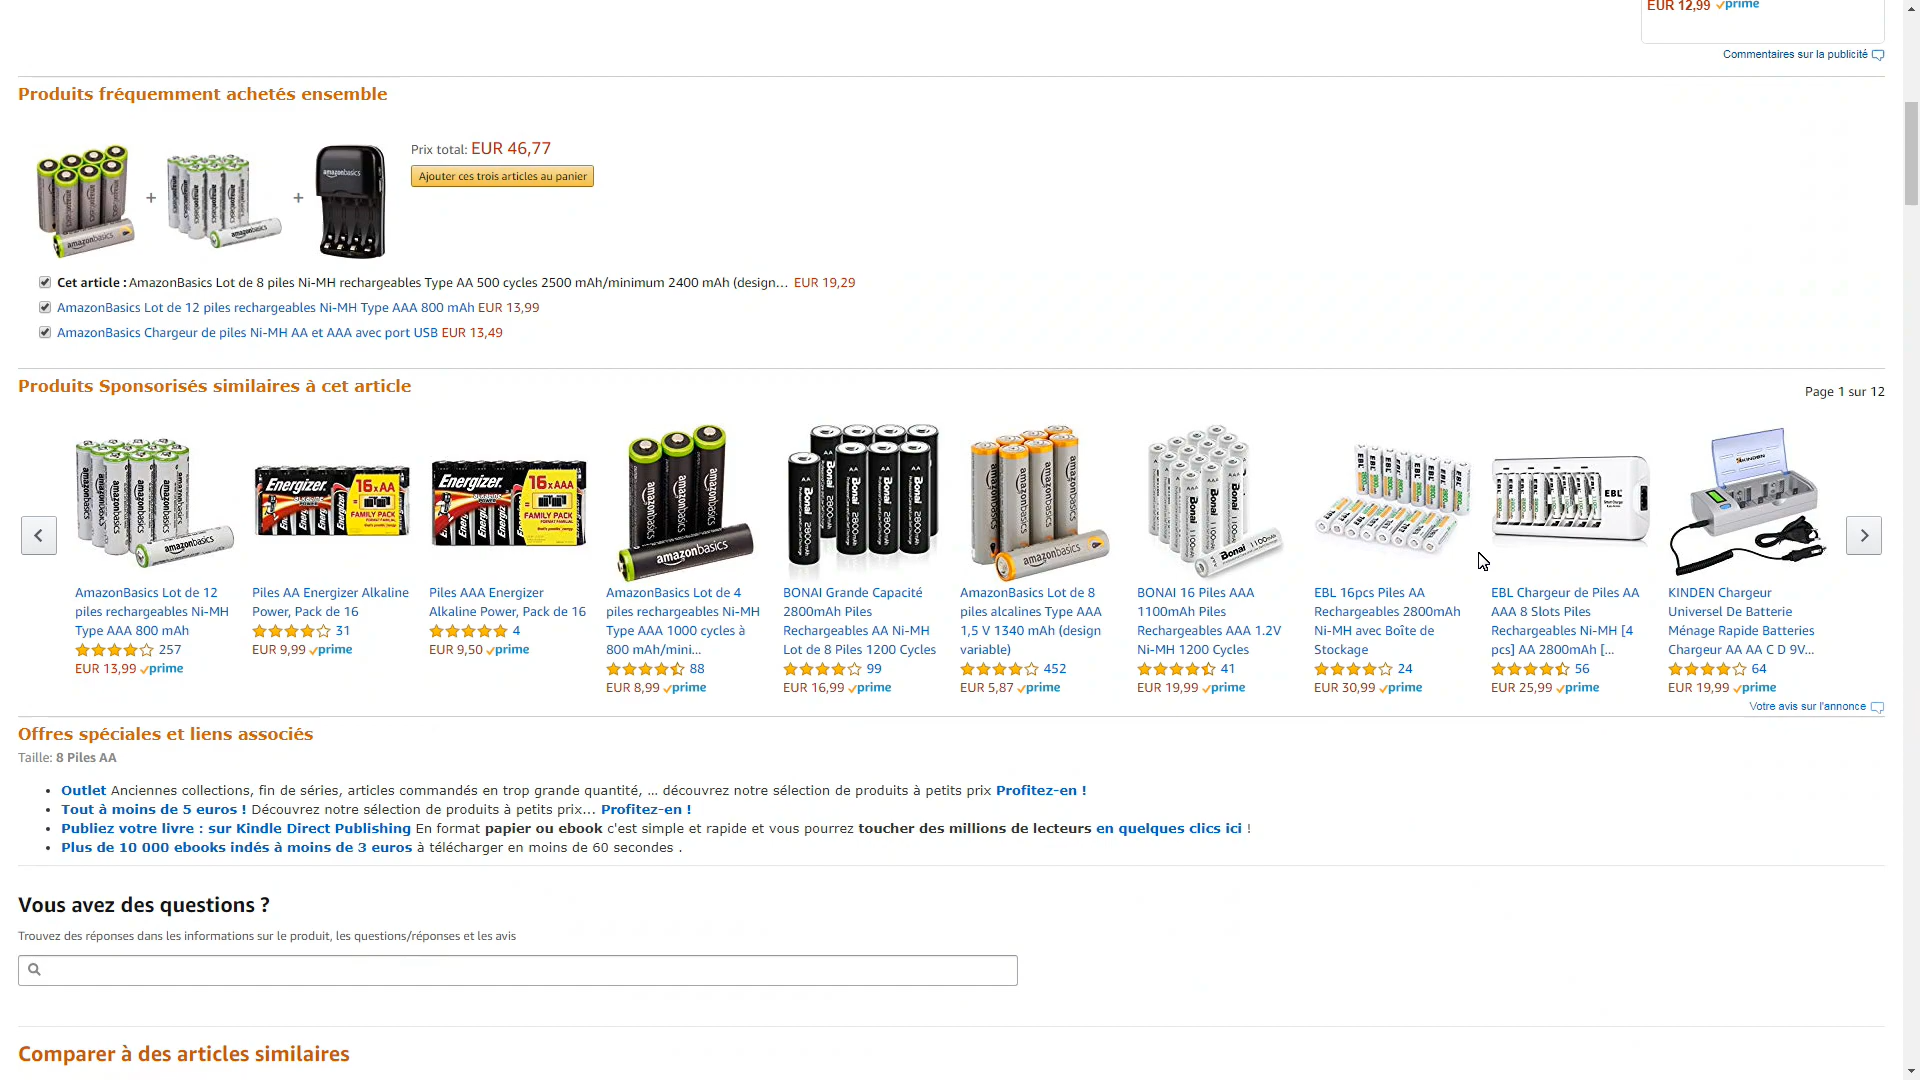 EUR 12,99 prime
Commentaires sur la publicité
Produits fréquemment achetés ensemble
Prix total: EUR 46,77
Ajouter ces trois articles au panier
Cet article : AmazonBasics Lot de 8 piles Ni-MH rechargeables Type AA 500 cycles 2500 mAh/minimum 2400 mAh (design... EUR 19,29
AmazonBasics Lot de 12 piles rechargeables Ni-MH Type AAA 800 mAh EUR 13,99
AmazonBasics Chargeur de piles Ni-MH AA et AAA avec port USB EUR 13,49
Produits Sponsorisés similaires à cet article
Page 1 sur 12
AmazonBasics Lot de 12
piles rechargeables Ni-MH
Type AAA 800 mAh
257
EUR 13,99 prime
Energizer.
16xAA
FAMILY PACK
Piles AA Energizer Alkaline
Power, Pack de 16
31
EUR 9,99 prime
Energizer.
16xAAA
FAMILY PACK
Piles AAA Energizer
Alkaline Power, Pack de 16
4
EUR 9,50 prime
amazonbasics
AmazonBasics Lot de 4
piles rechargeables Ni-MH
Type AAA 1000 cycles à
800 mAh/mini...
88
EUR 8,99 prime
Bonai 2800mAh
BONAI Grande Capacité
2800mAh Piles
Rechargeables AA Ni-MH
Lot de 8 Piles 1200 Cycles
99
EUR 16,99 prime
amazonbasics
AmazonBasics Lot de 8
piles alcalines Type AAA
1,5 V 1340 mAh (design
variable)
452
EUR 5,87 prime
Bonai 1100mAh
BONAI 16 Piles AAA
1100mAh Piles
Rechargeables AAA 1.2V
Ni-MH 1200 Cycles
41
EUR 19,99 prime
EBL 16pcs Piles AA
Rechargeables 2800mAh
Ni-MH avec Boîte de
Stockage
24
EUR 30,99 prime
EBL
EBL Chargeur de Piles AA
AAA 8 Slots Piles
Rechargeables Ni-MH [4
pcs] AA 2800mAh [...
56
EUR 25,99 prime
KINDEN
KINDEN Chargeur
Universel De Batterie
Ménage Rapide Batteries
Chargeur AA AA C D 9V...
64
EUR 19,99 prime
Votre avis sur l'annonce
Offres spéciales et liens associés
Taille: 8 Piles AA
• Outlet Anciennes collections, fin de séries, articles commandés en trop grande quantité, ... découvrez notre sélection de produits à petits prix Profitez-en !
• Tout à moins de 5 euros ! Découvrez notre sélection de produits à petits prix... Profitez-en !
• Publiez votre livre : sur Kindle Direct Publishing En format papier ou ebook c'est simple et rapide et vous pourrez toucher des millions de lecteurs en quelques clics ici !
• Plus de 10 000 ebooks indés à moins de 3 euros à télécharger en moins de 60 secondes .
Vous avez des questions ?
Trouvez des réponses dans les informations sur le produit, les questions/réponses et les avis
Comparer à des articles similaires